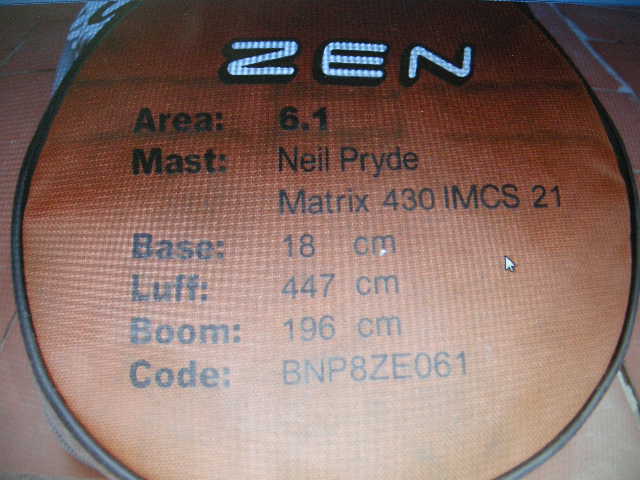 ZEN
Area: 6.1
Mast: Neil Pryde
Matrix 430 IMCS 21
Base: 18 cm
Luff: 447 cm
Boom: 196 cm
Code: BNP8ZE061